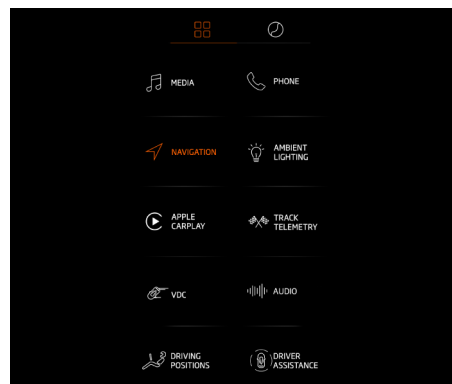 MEDIA
PHONE
NAVIGATION
AMBIENT
LIGHTING
APPLE
CARPLAY
TRACK
TELEMETRY
VDC
AUDIO
DRIVING
POSITIONS
DRIVER
ASSISTANCE